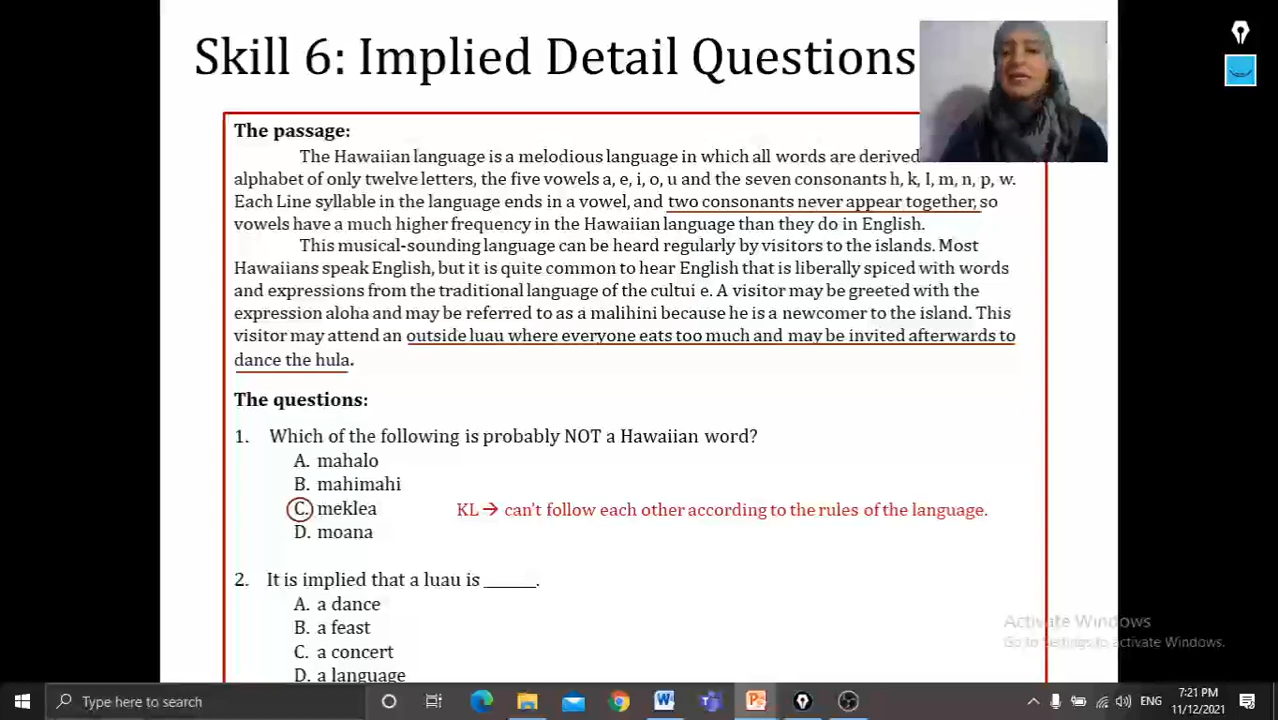 Skill 6: Implied Detail Questions
The passage:
The Hawaiian language is a melodious language in which all words are derived
alphabet of only twelve letters, the five vowels a, e, i, o, u and the seven consonants h, k, I, m, n, p, w.
Each Line syllable in the language ends in a vowel, and two consonants never appear together, so
vowels have a much higher frequency in the Hawaiian language than they do in English.
This musical-sounding language can be heard regularly by visitors to the islands. Most
Hawaiians speak English, but it is quite common to hear English that is liberally spiced with words
and expressions from the traditional language of the cultui e. A visitor may be greeted with the
expression aloha and may be referred to as a malihini because he is a newcomer to the island. This
visitor may attend an outside luau where everyone eats too much and may be invited afterwards to
dance the hula.
The questions:
1. Which of the following is probably NOT a Hawaiian word?
A. mahalo
B. mahimahi
C. meklea KL → can't follow each other according to the rules of the language.
D. moana
2. It is implied that a luau is ______.
A. a dance
B. a feast
C. a concert
D. a language
Activate Windows
Go to Settings to activate Windows.
Type here to search
ENG
7:21 PM
11/12/2021